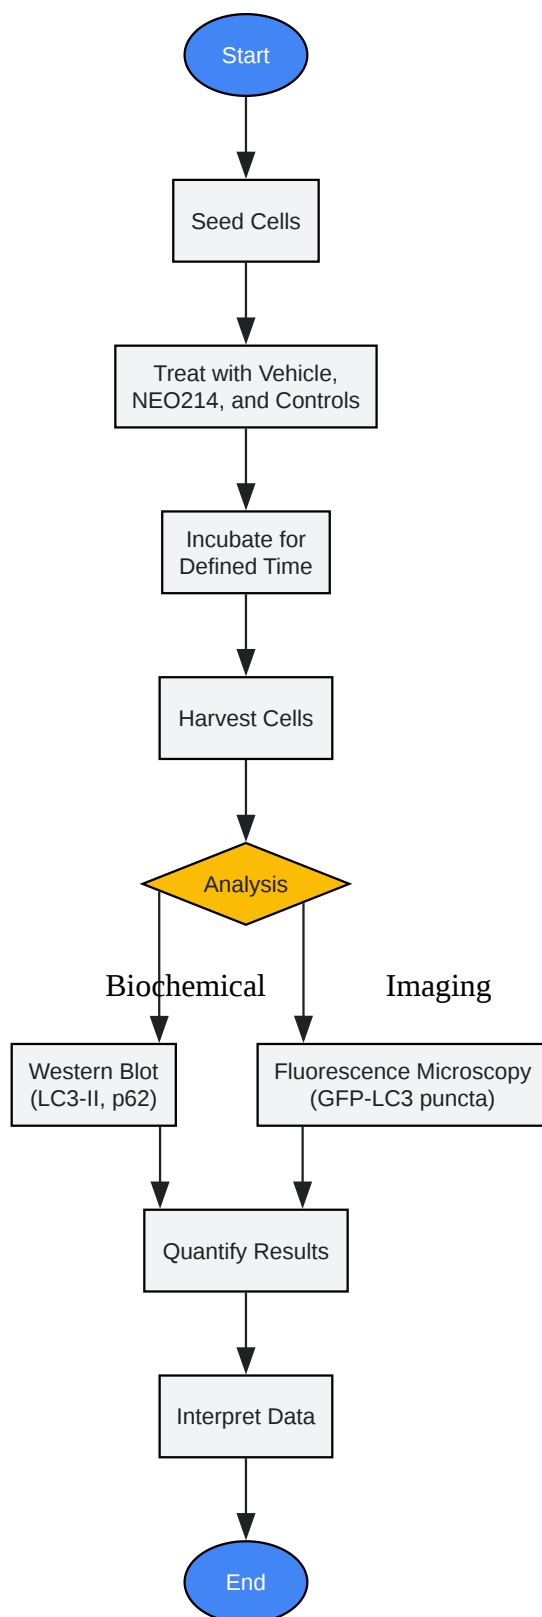 Start
Seed Cells
Treat with Vehicle,
NEO214, and Controls
Incubate for
Defined Time
Harvest Cells
Analysis
Biochemical
Imaging
Western Blot
(LC3-II, p62)
Fluorescence Microscopy
(GFP-LC3 puncta)
Quantify Results
Interpret Data
End